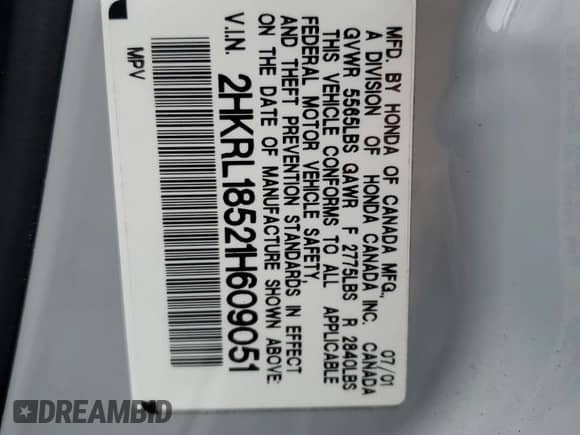 MFD. BY HONDA OF CANADA MFG., 07/01
A DIVISION OF HONDA CANADA INC. CANADA
GVWR 5565LBS GAWR F 2775LBS R 2840LBS
THIS VEHICLE CONFORMS TO ALL APPLICABLE
FEDERAL MOTOR VEHICLE SAFETY,
AND THEFT PREVENTION STANDARDS IN EFFECT
ON THE DATE OF MANUFACTURE SHOWN ABOVE.
V.I.N. 2HKRL18521H609051
MPV
DREAMBID